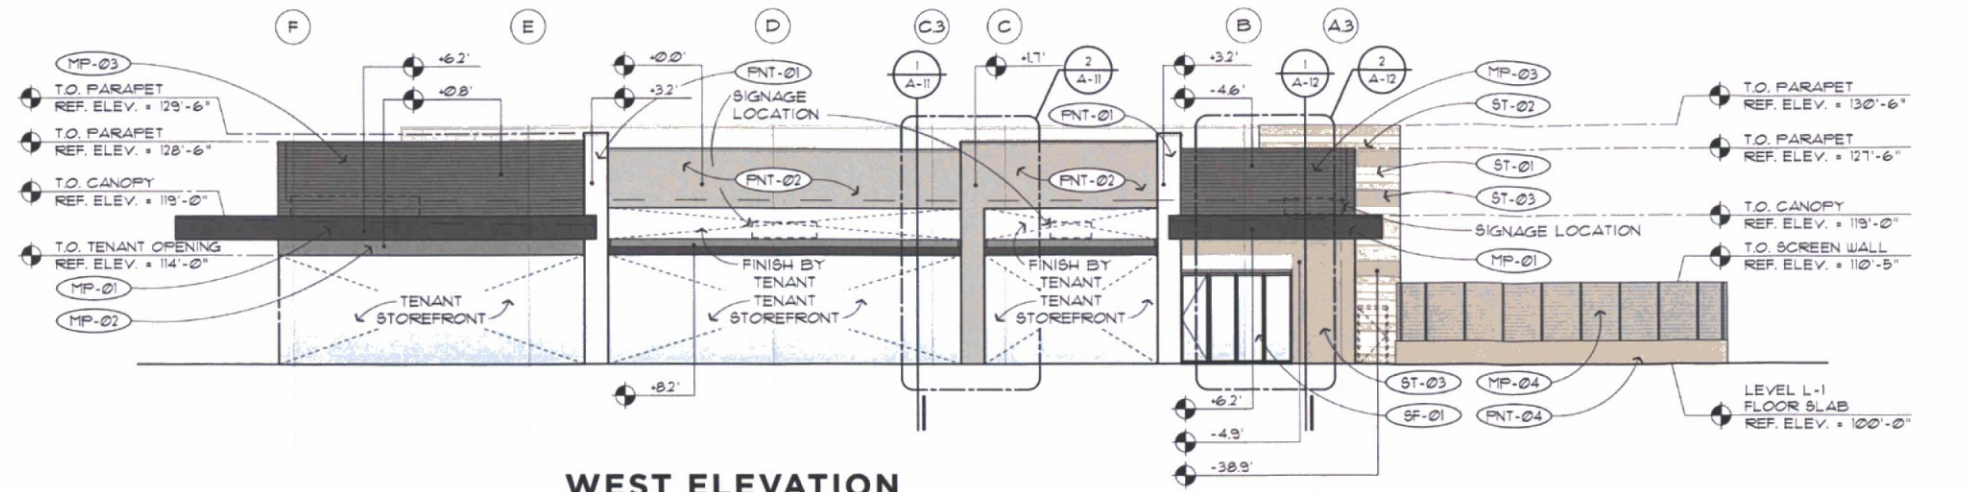 F
E
D
C.3
C
B
A.3
MP-03
T.O. PARAPET
REF. ELEV. = 129'-6"
T.O. PARAPET
REF. ELEV. = 128'-6"
T.O. CANOPY
REF. ELEV. = 119'-0"
T.O. TENANT OPENING
REF. ELEV. = 114'-0"
MP-01
MP-02
+6.2'
+0.8'
+0.0'
+3.2'
PNT-01
SIGNAGE
LOCATION
1
A-11
+1.7'
2
A-11
PNT-01
+3.2'
-4.6'
1
A-12
2
A-12
PNT-02
PNT-02
FINISH BY
TENANT
TENANT
STOREFRONT
TENANT
STOREFRONT
FINISH BY
TENANT
TENANT
STOREFRONT
+8.2'
+6.2'
-4.9'
-38.9'
MP-03
ST-02
ST-01
ST-03
SIGNAGE LOCATION
MP-01
ST-03
MP-04
SF-01
PNT-04
T.O. PARAPET
REF. ELEV. = 130'-6"
T.O. PARAPET
REF. ELEV. = 127'-6"
T.O. CANOPY
REF. ELEV. = 119'-0"
T.O. SCREEN WALL
REF. ELEV. = 110'-5"
LEVEL L-1
FLOOR SLAB
REF. ELEV. = 100'-0"
WEST ELEVATION